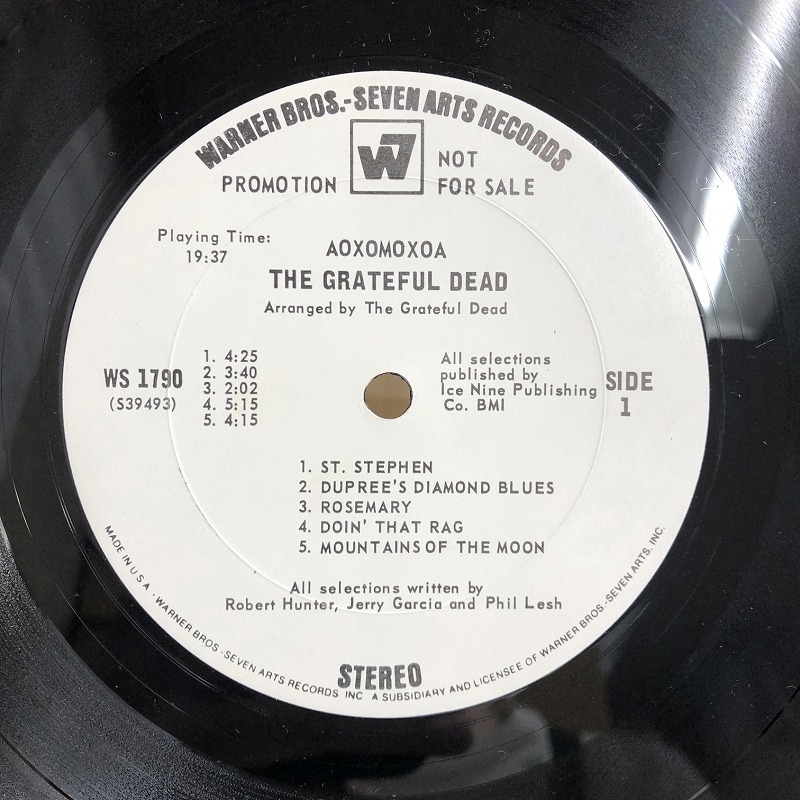 WARNER BROS.-SEVEN ARTS RECORDS
W7
PROMOTION
NOT
FOR SALE
Playing Time:
19:37
AOXOMOXOA
THE GRATEFUL DEAD
Arranged by The Grateful Dead
WS 1790
(S39493)
1. 4:25
2. 3:40
3. 2:02
4. 5:15
5. 4:15
All selections
published by
Ice Nine Publishing
Co. BMI
SIDE
1
1. ST. STEPHEN
2. DUPREE'S DIAMOND BLUES
3. ROSEMARY
4. DOIN' THAT RAG
5. MOUNTAINS OF THE MOON
All selections written by
Robert Hunter, Jerry Garcia and Phil Lesh
STEREO
MADE IN U.S.A. · WARNER BROS.-SEVEN ARTS RECORDS INC A SUBSIDIARY AND LICENSEE OF WARNER BROS.-SEVEN ARTS, INC.